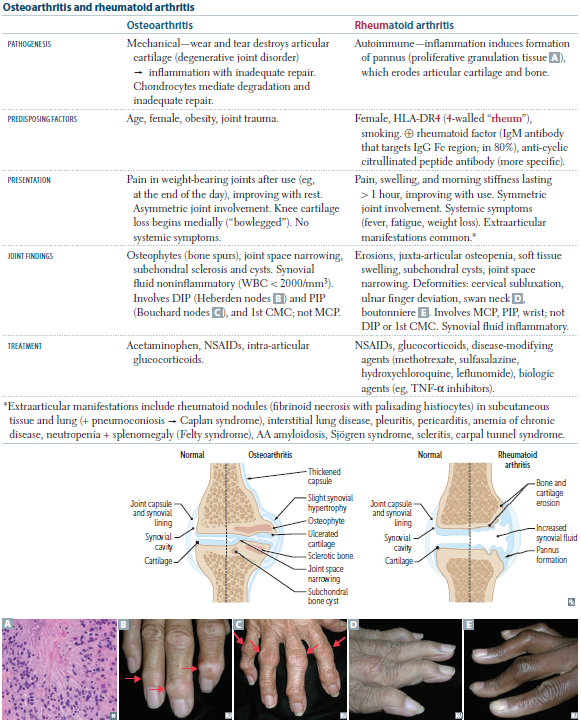 Osteoarthritis and rheumatoid arthritis
Osteoarthritis
Rheumatoid arthritis
PATHOGENESIS
Mechanical—wear and tear destroys articular
cartilage (degenerative joint disorder)
→ inflammation with inadequate repair.
Chondrocytes mediate degradation and
inadequate repair.
Autoimmune—inflammation induces formation
of pannus (proliferative granulation tissue A),
which erodes articular cartilage and bone.
PREDISPOSING FACTORS
Age, female, obesity, joint trauma.
Female, HLA-DR4 (4-walled “rheum”),
smoking. ⊕ rheumatoid factor (IgM antibody
that targets IgG Fc region; in 80%), anti-cyclic
citrullinated peptide antibody (more specific).
PRESENTATION
Pain in weight-bearing joints after use (eg,
at the end of the day), improving with rest.
Asymmetric joint involvement. Knee cartilage
loss begins medially (“bowlegged”). No
systemic symptoms.
Pain, swelling, and morning stiffness lasting
> 1 hour, improving with use. Symmetric
joint involvement. Systemic symptoms
(fever, fatigue, weight loss). Extraarticular
manifestations common.*
JOINT FINDINGS
Osteophytes (bone spurs), joint space narrowing,
subchondral sclerosis and cysts. Synovial
fluid noninflammatory (WBC < 2000/mm³).
Involves DIP (Heberden nodes B) and PIP
(Bouchard nodes C), and 1st CMC; not MCP.
Erosions, juxta-articular osteopenia, soft tissue
swelling, subchondral cysts, joint space
narrowing. Deformities: cervical subluxation,
ulnar finger deviation, swan neck D,
boutonniere E. Involves MCP, PIP, wrist; not
DIP or 1st CMC. Synovial fluid inflammatory.
TREATMENT
Acetaminophen, NSAIDs, intra-articular
glucocorticoids.
NSAIDs, glucocorticoids, disease-modifying
agents (methotrexate, sulfasalazine,
hydroxychloroquine, leflunomide), biologic
agents (eg, TNF-α inhibitors).
*Extraarticular manifestations include rheumatoid nodules (fibrinoid necrosis with palisading histiocytes) in subcutaneous
tissue and lung (+ pneumoconiosis → Caplan syndrome), interstitial lung disease, pleuritis, pericarditis, anemia of chronic
disease, neutropenia + splenomegaly (Felty syndrome), AA amyloidosis, Sjögren syndrome, scleritis, carpal tunnel syndrome.
Normal
Osteoarthritis
Thickened
capsule
Slight synovial
hypertrophy
Osteophyte
Ulcerated
cartilage
Sclerotic bone
Joint space
narrowing
Subchondral
bone cyst
Joint capsule
and synovial
lining
Synovial
cavity
Cartilage
Normal
Rheumatoid
arthritis
Bone and
cartilage
erosion
Increased
synovial fluid
Pannus
formation
Joint capsule
and synovial
lining
Synovial
cavity
Cartilage
A
B
C
D
E